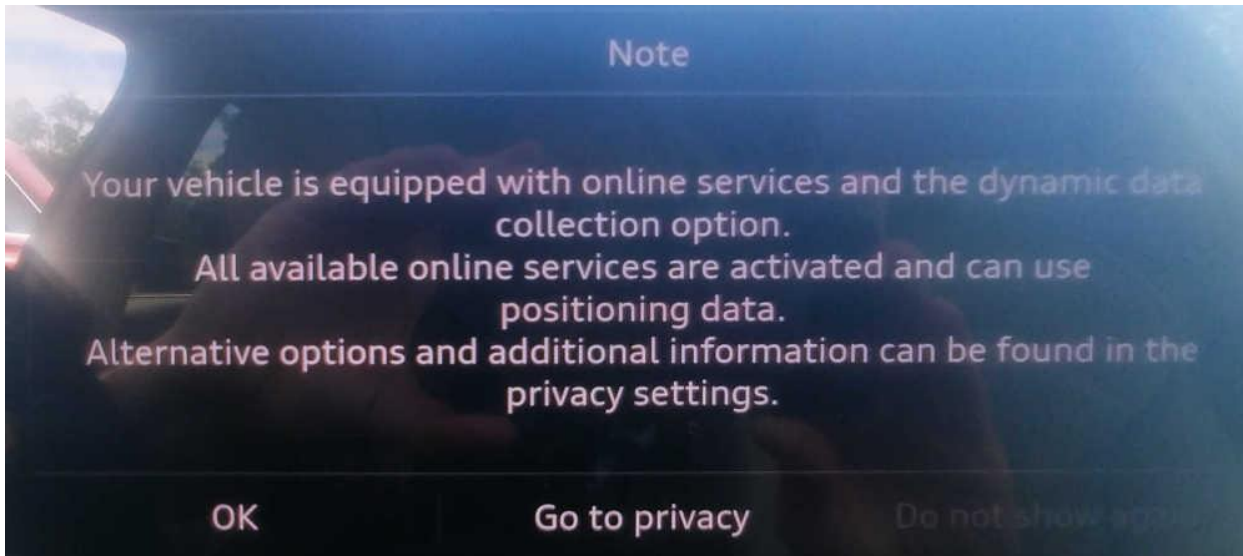 Note
Your vehicle is equipped with online services and the dynamic data
collection option.
All available online services are activated and can use
positioning data.
Alternative options and additional information can be found in the
privacy settings.
OK
Go to privacy
Do not show again